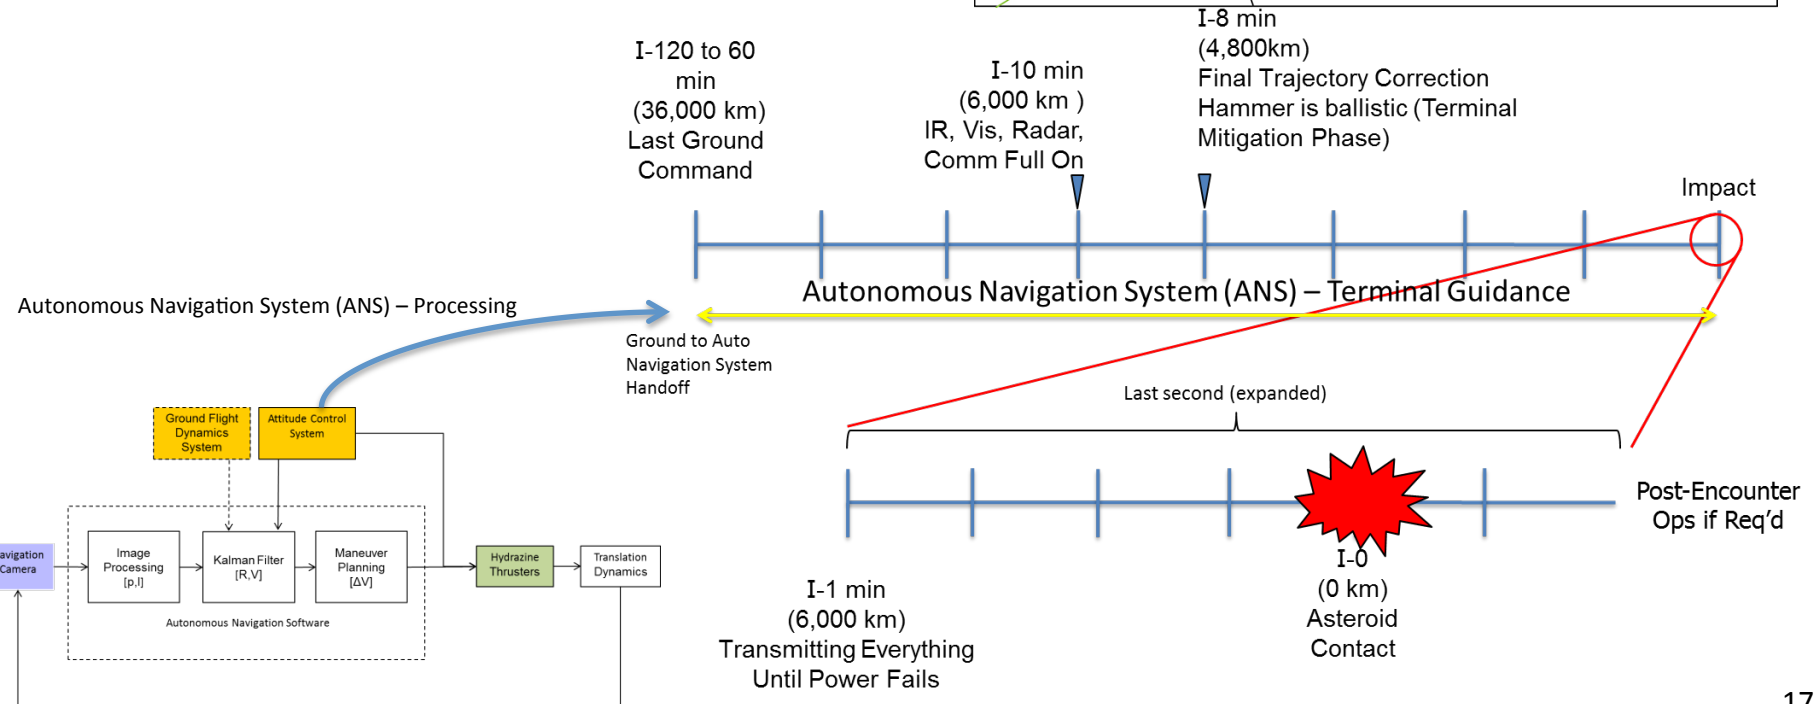 I-120 to 60
min
(36,000 km)
Last Ground
Command
I-10 min
(6,000 km )
IR, Vis, Radar,
Comm Full On
I-8 min
(4,800km)
Final Trajectory Correction
Hammer is ballistic (Terminal
Mitigation Phase)
Impact
Autonomous Navigation System (ANS) – Terminal Guidance
Autonomous Navigation System (ANS) – Processing
Ground to Auto
Navigation System
Handoff
Last second (expanded)
Ground Flight
Dynamics
System
Attitude Control
System
avigation
Camera
Image
Processing
[p,l]
Kalman Filter
[R,V]
Maneuver
Planning
[ΔV]
Autonomous Navigation Software
Hydrazine
Thrusters
Translation
Dynamics
Post-Encounter
Ops if Req'd
I-1 min
(6,000 km)
Transmitting Everything
Until Power Fails
I-0
(0 km)
Asteroid
Contact
17